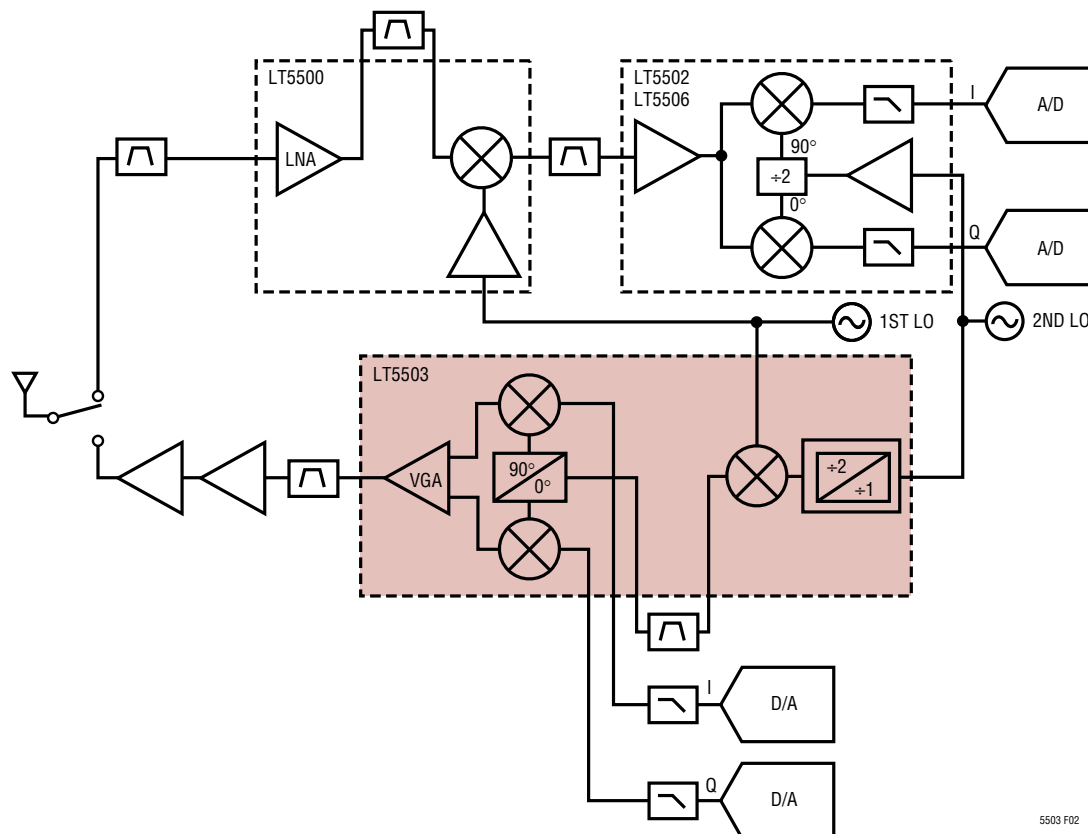 LT5500
LNA
LT5502
LT5506
90°
÷2
0°
I
A/D
Q
A/D
1ST LO
2ND LO
LT5503
VGA
90°
0°
÷2
÷1
I
D/A
Q
D/A
5503 F02